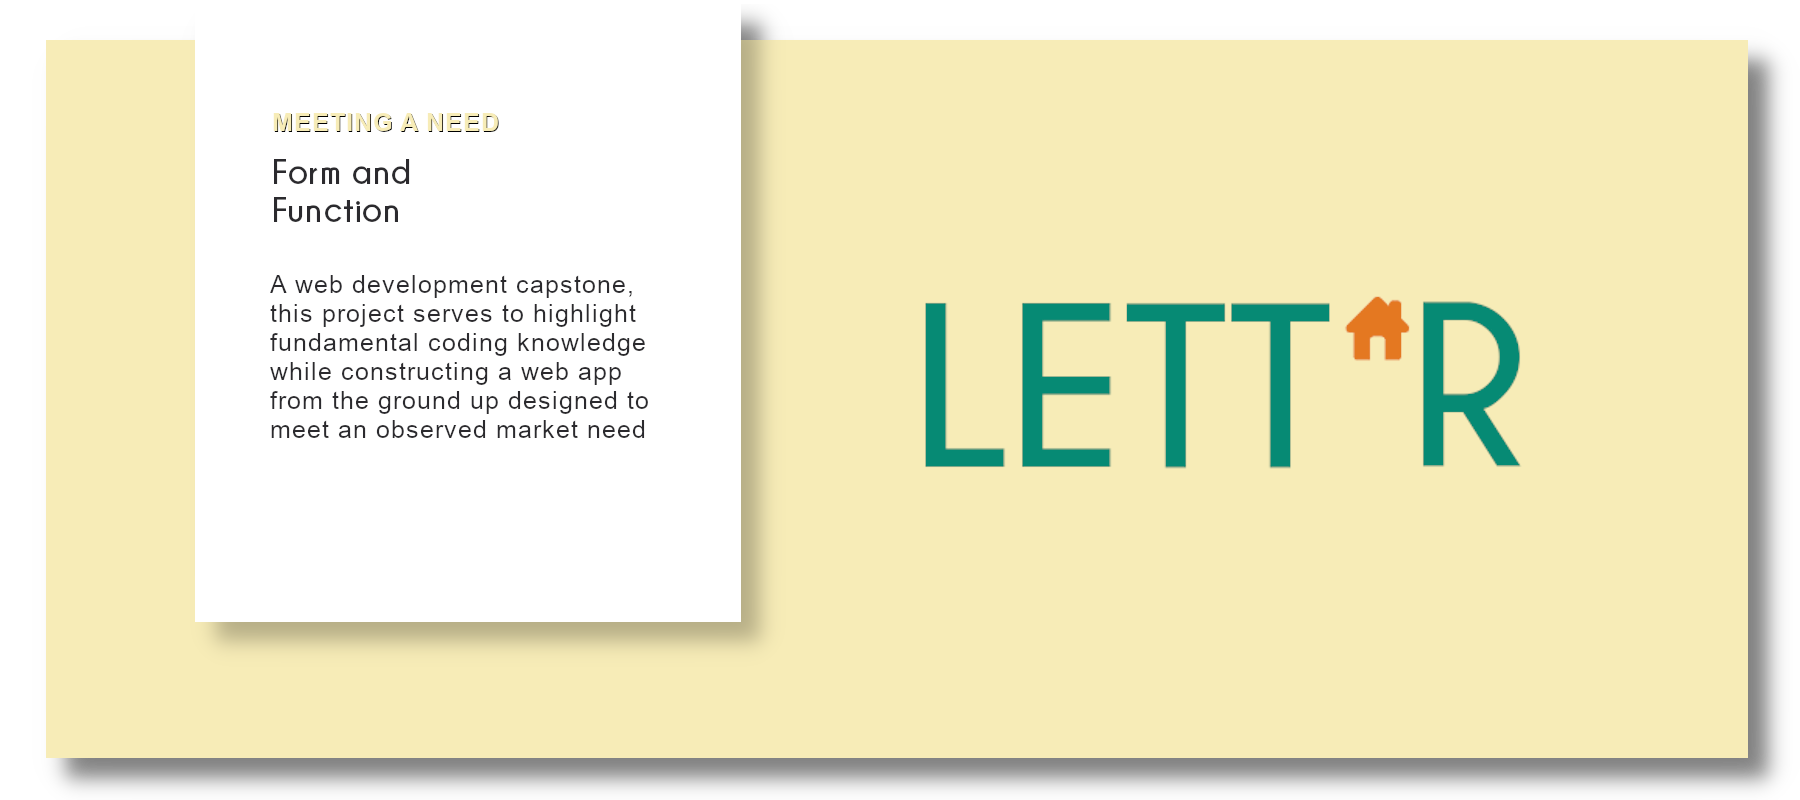 MEETING A NEED
Form and
Function
A web development capstone,
this project serves to highlight
fundamental coding knowledge
while constructing a web app
from the ground up designed to
meet an observed market need
LETT R